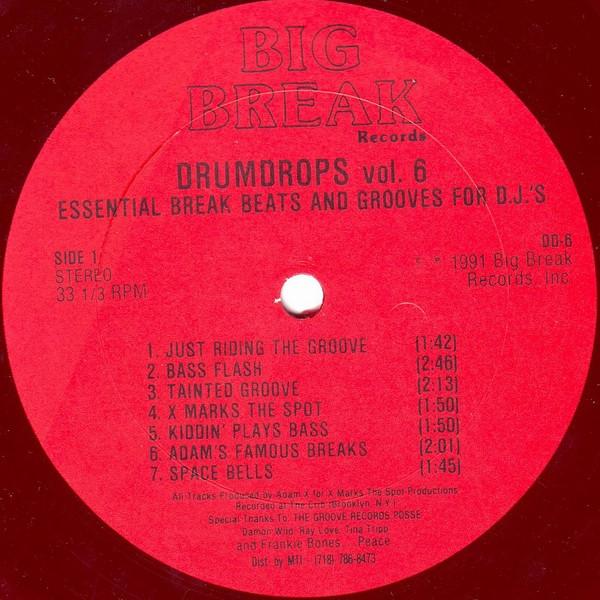 BIG
BREAK
Records
DRUMDROPS vol. 6
ESSENTIAL BREAK BEATS AND GROOVES FOR D.J.'S
SIDE 1
STEREO
33 1/3 RPM
DD-6
© ℗ 1991 Big Break
Records, Inc.
1. JUST RIDING THE GROOVE (1:42)
2. BASS FLASH (2:46)
3. TAINTED GROOVE (2:13)
4. X MARKS THE SPOT (1:50)
5. KIDDIN' PLAYS BASS (1:50)
6. ADAM'S FAMOUS BREAKS (2:01)
7. SPACE BELLS (1:45)
All Tracks Produced by Adam X for X Marks The Spot Productions
Recorded at The Crib (Brooklyn, N.Y.)
Special Thanks To: THE GROOVE RECORDS POSSE
Damon Wild, Ray Love, Tina Tripp
and Frankie Bones... Peace
Dist. by MTI - (718) 786-8473